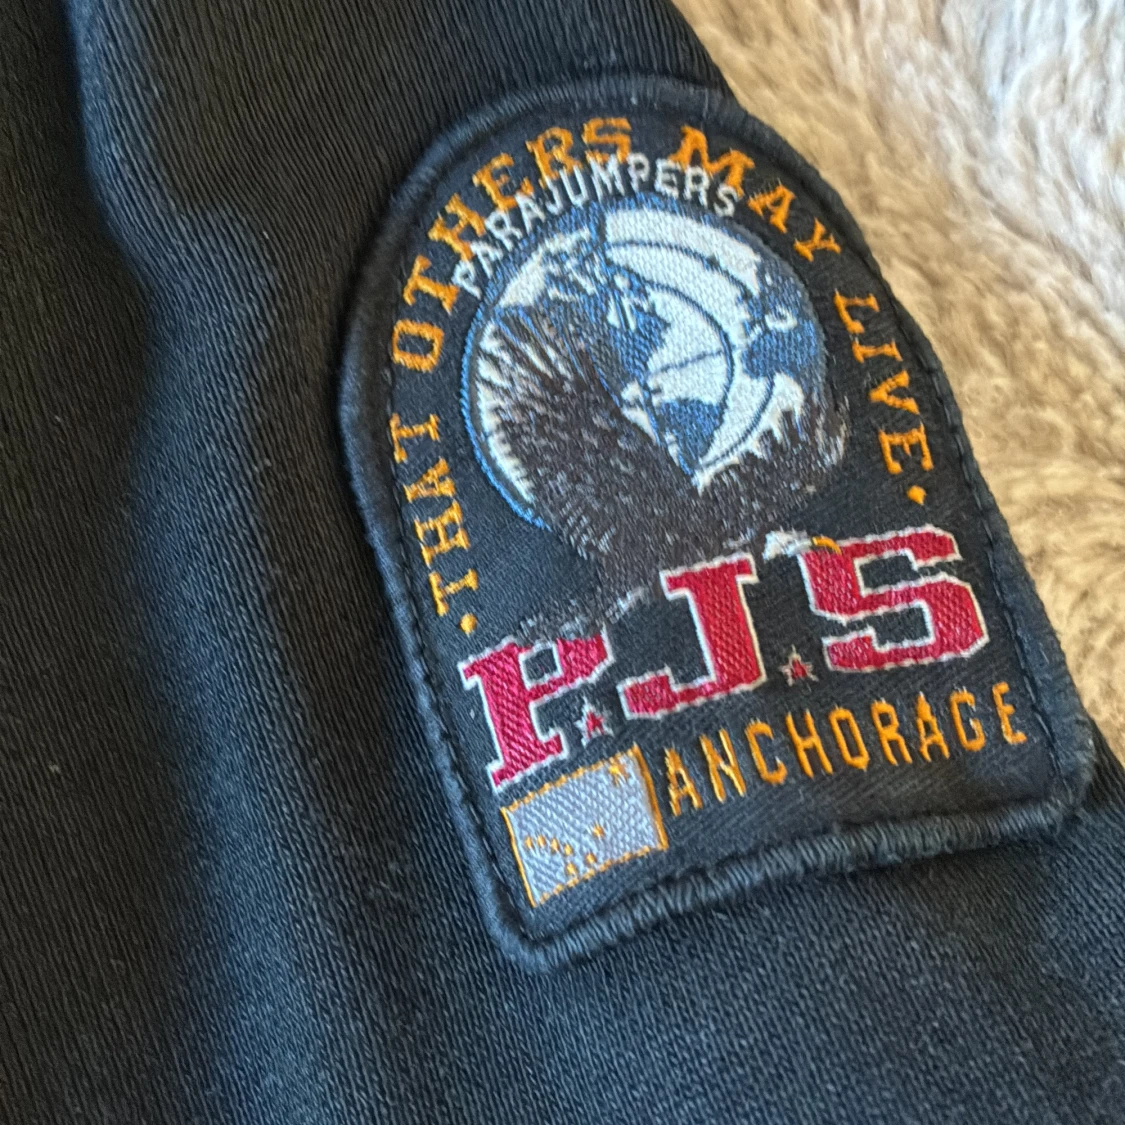 ·THAT OTHERS MAY LIVE·
PARAJUMPERS
P★J★S
ANCHORAGE